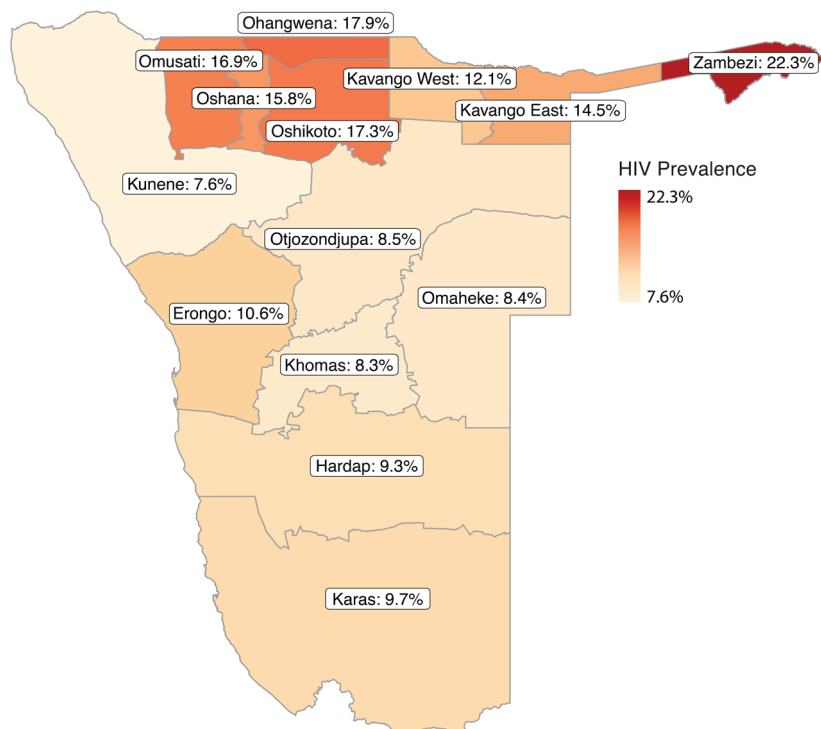 Ohangwena: 17.9%
Omusati: 16.9%
Zambezi: 22.3%
Kavango West: 12.1%
Oshana: 15.8%
Kavango East: 14.5%
Oshikoto: 17.3%
HIV Prevalence
22.3%
7.6%
Kunene: 7.6%
Otjozondjupa: 8.5%
Omaheke: 8.4%
Erongo: 10.6%
Khomas: 8.3%
Hardap: 9.3%
Karas: 9.7%